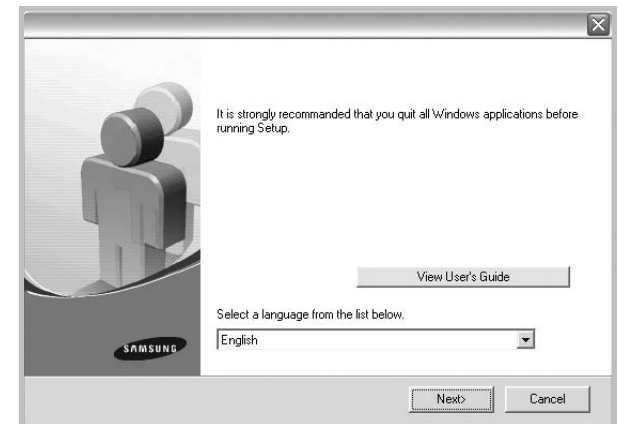 It is strongly recommanded that you quit all Windows applications before
running Setup.
View User's Guide
Select a language from the list below.
English
SAMSUNG
Next>
Cancel